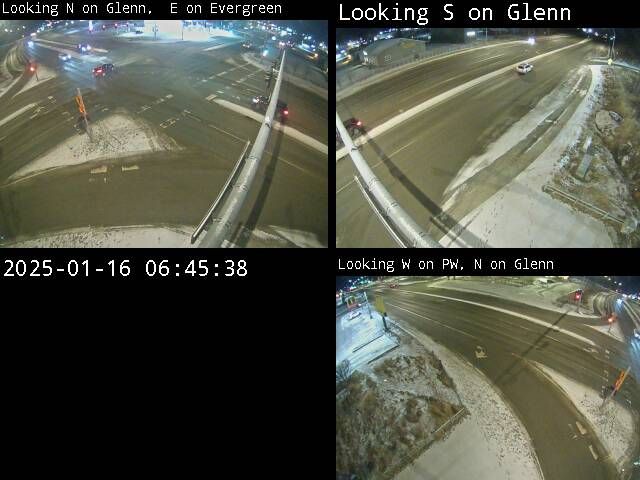 Looking N on Glenn, E on Evergreen
Looking S on Glenn
2025-01-16 06:45:38
Looking W on PW, N on Glenn